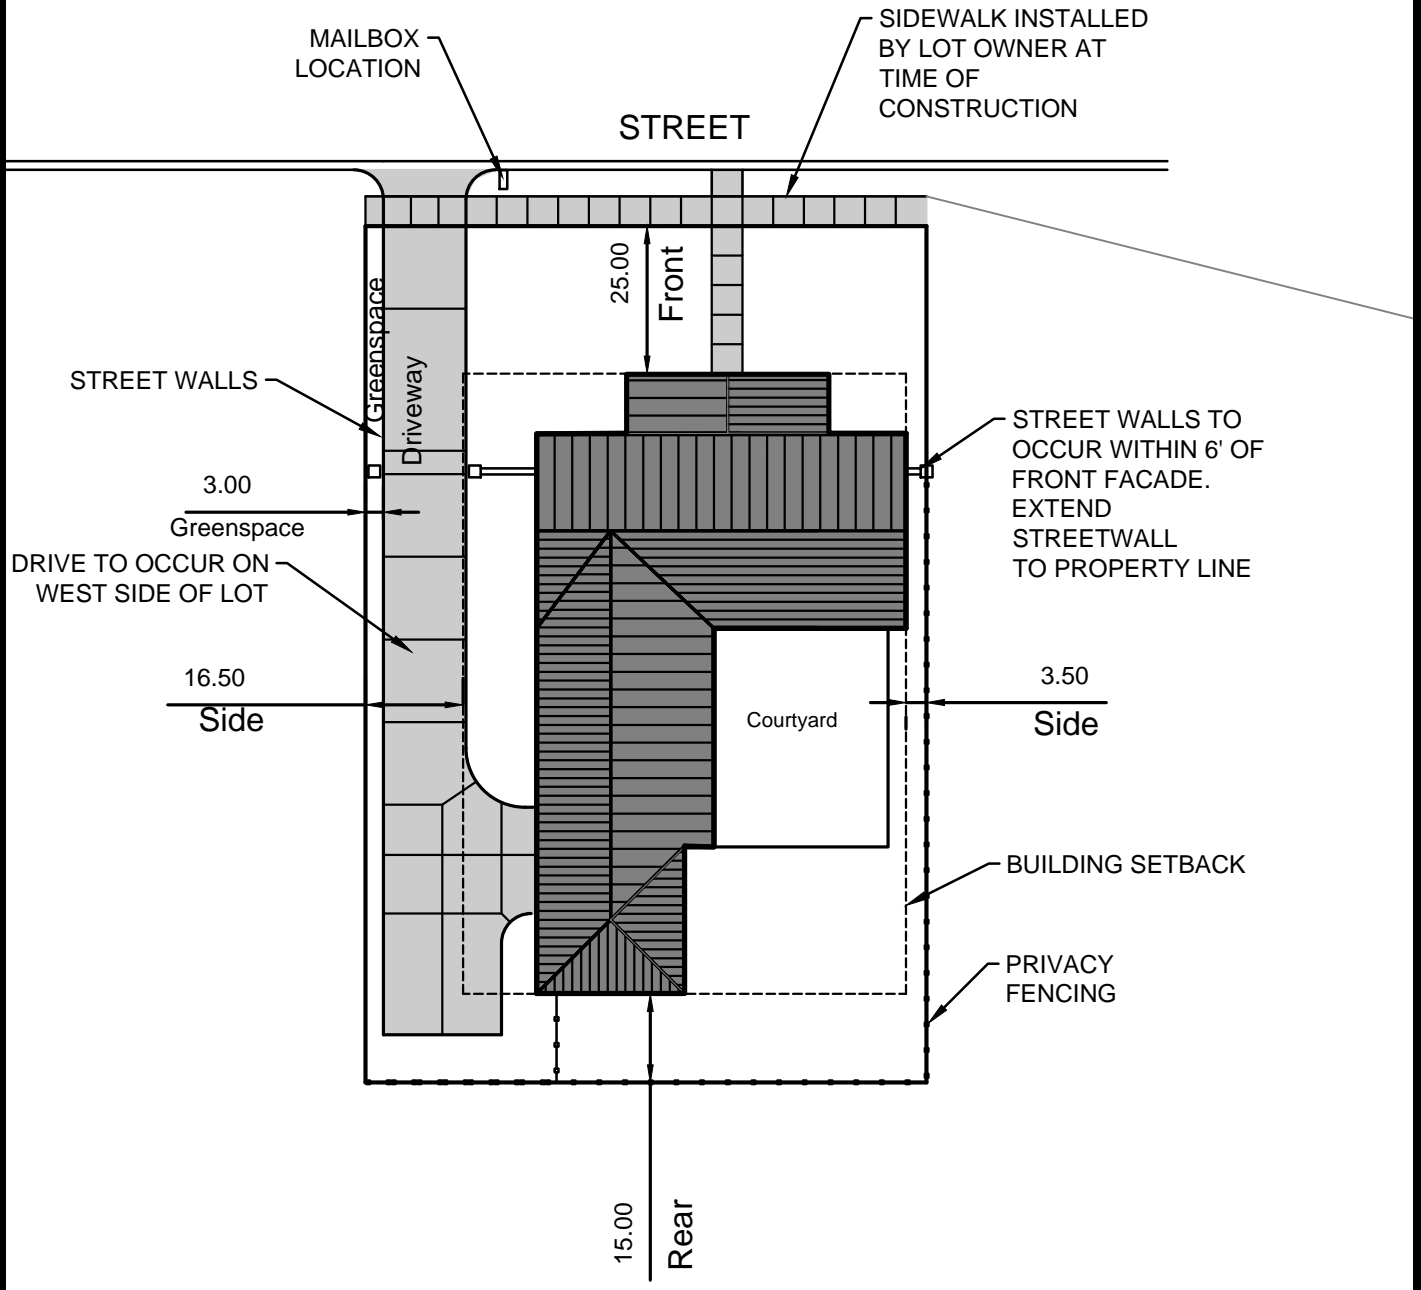 MAILBOX
LOCATION
SIDEWALK INSTALLED
BY LOT OWNER AT
TIME OF
CONSTRUCTION
STREET
25.00
Front
Greenspace
Driveway
STREET WALLS
STREET WALLS TO
OCCUR WITHIN 6' OF
FRONT FACADE.
EXTEND
STREETWALL
TO PROPERTY LINE
3.00
Greenspace
DRIVE TO OCCUR ON
WEST SIDE OF LOT
16.50
Side
Courtyard
3.50
Side
BUILDING SETBACK
PRIVACY
FENCING
15.00
Rear